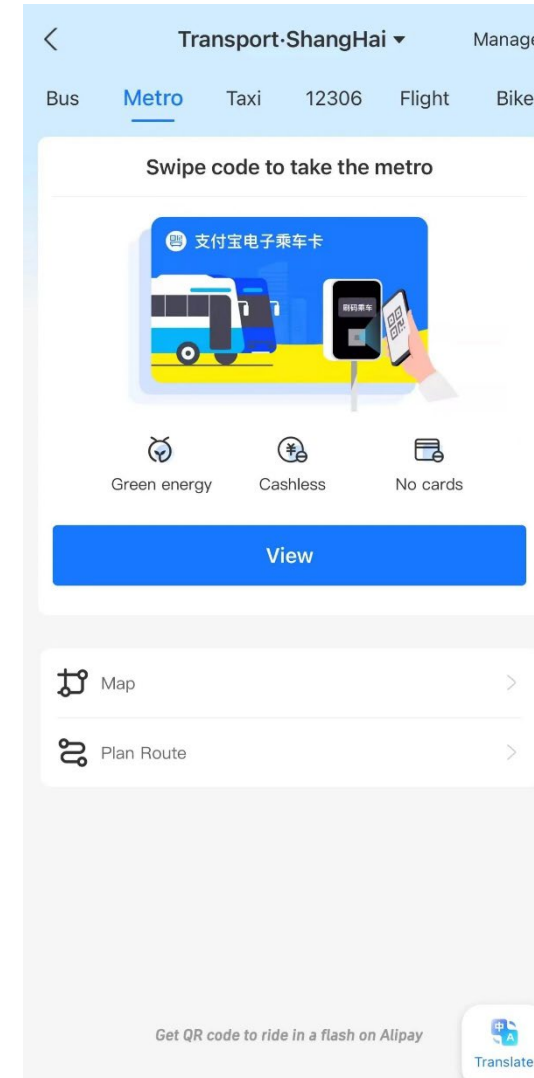 Transport·ShangHai
Manage
Bus Metro Taxi 12306 Flight Bike
Swipe code to take the metro
支付宝电子乘车卡
刷码乘车
Green energy Cashless No cards
View
Map
Plan Route
Get QR code to ride in a flash on Alipay
中 A
Translate